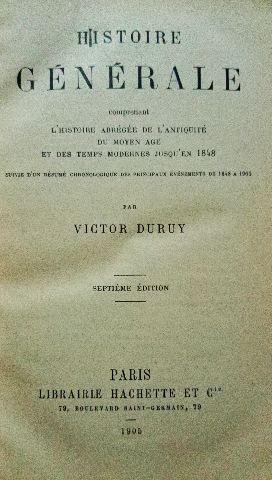 HISTOIRE
GÉNÉRALE
comprenant
L'HISTOIRE ABRÉGÉE DE L'ANTIQUITÉ
DU MOYEN AGE
ET DES TEMPS MODERNES JUSQU'EN 1848
SUIVIE D'UN RÉSUMÉ CHRONOLOGIQUE DES PRINCIPAUX ÉVÉNEMENTS DE 1848 A 1905
PAR
VICTOR DURUY
SEPTIÈME ÉDITION
PARIS
LIBRAIRIE HACHETTE ET Cie
79, BOULEVARD SAINT-GERMAIN, 79
1905